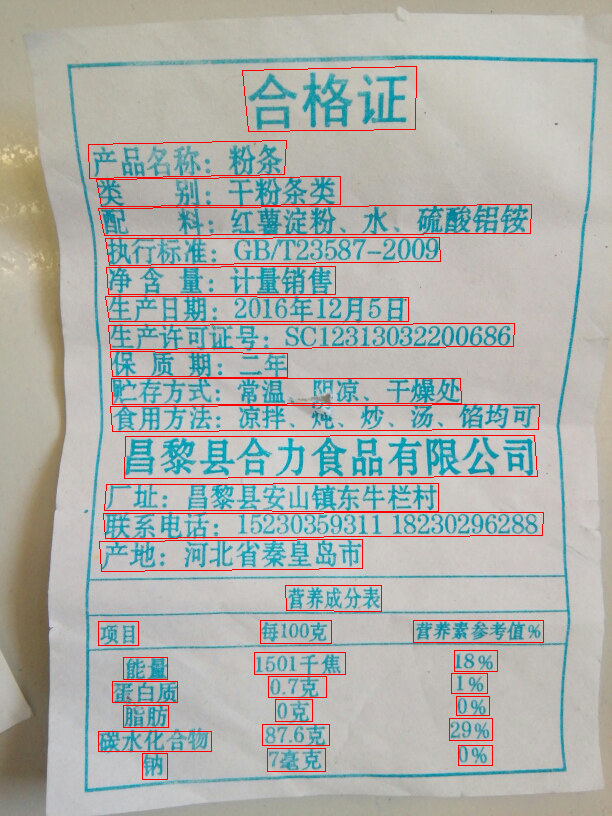 合格证
产品名称：粉条
类　　别：干粉条类
配　　料：红薯淀粉、水、硫酸铝铵
执行标准：GB/T23587-2009
净 含 量：计量销售
生产日期：2016年12月5日
生产许可证号：SC12313032200686
保 质 期：二年
贮存方式：常温、阴凉、干燥处
食用方法：凉拌、炖、炒、汤、馅均可
昌黎县合力食品有限公司
厂址：昌黎县安山镇东牛栏村
联系电话：15230359311 18230296288
产地：河北省秦皇岛市
营养成分表
项目 每100克 营养素参考值%
能量 1501千焦 18%
蛋白质 0.7克 1%
脂肪 0克 0%
碳水化合物 87.6克 29%
钠 7毫克 0%